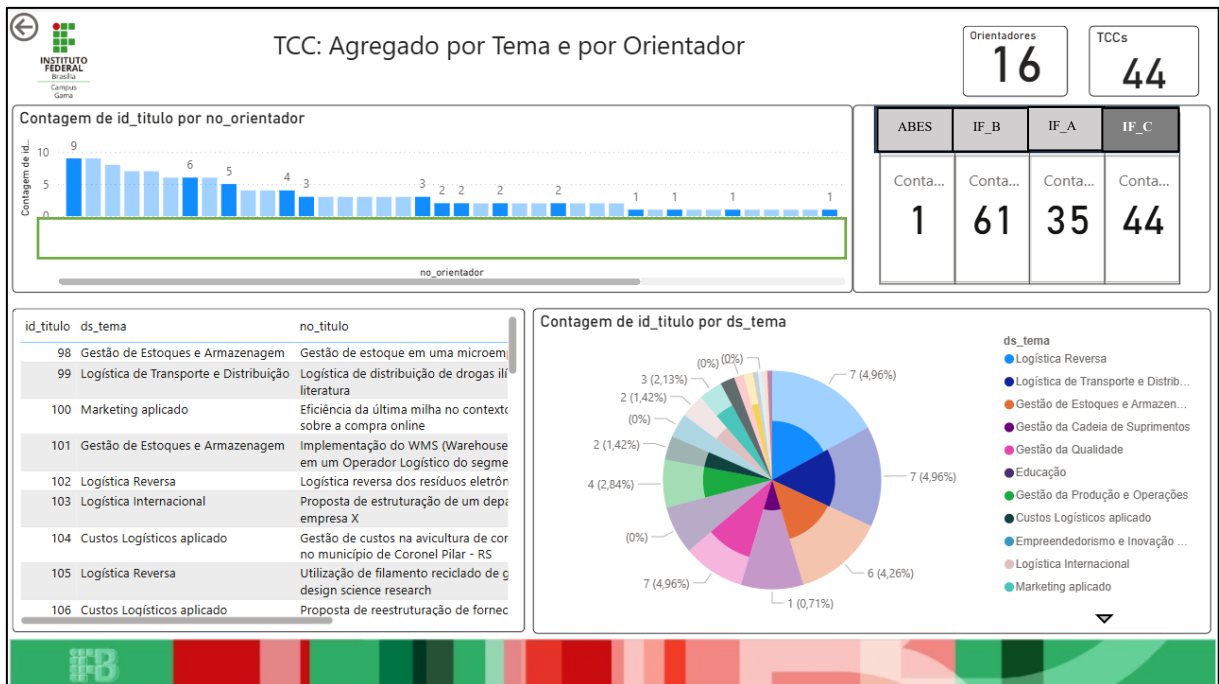 INSTITUTO
FEDERAL
Brasília
Campus
Gama
TCC: Agregado por Tema e por Orientador
Orientadores
16
TCCs
44
Contagem de id_titulo por no_orientador
Contagem de id...
10
5
0
9
6
5
4
3
3
2
2
2
2
1
1
1
1
no_orientador
ABES
IF_B
IF_A
IF_C
Conta...
Conta...
Conta...
Conta...
1
61
35
44
id_titulo ds_tema no_titulo
98 Gestão de Estoques e Armazenagem Gestão de estoque em uma microem
99 Logística de Transporte e Distribuição Logística de distribuição de drogas ilí
literatura
100 Marketing aplicado Eficiência da última milha no contexto
sobre a compra online
101 Gestão de Estoques e Armazenagem Implementação do WMS (Warehouse
em um Operador Logístico do segme
102 Logística Reversa Logística reversa dos resíduos eletrôn
103 Logística Internacional Proposta de estruturação de um depa
empresa X
104 Custos Logísticos aplicado Gestão de custos na avicultura de cor
no município de Coronel Pilar - RS
105 Logística Reversa Utilização de filamento reciclado de g
design science research
106 Custos Logísticos aplicado Proposta de reestruturação de fornec
Contagem de id_titulo por ds_tema
(0%)
(0%)
3 (2,13%)
2 (1,42%)
(0%)
2 (1,42%)
4 (2,84%)
(0%)
7 (4,96%)
1 (0,71%)
6 (4,26%)
7 (4,96%)
7 (4,96%)
ds_tema
Logística Reversa
Logística de Transporte e Distrib...
Gestão de Estoques e Armazen...
Gestão da Cadeia de Suprimentos
Gestão da Qualidade
Educação
Gestão da Produção e Operações
Custos Logísticos aplicado
Empreendedorismo e Inovação ...
Logística Internacional
Marketing aplicado